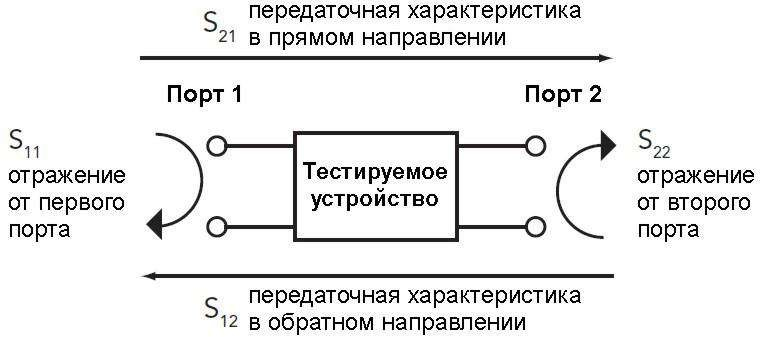 S21 передаточная характеристика
в прямом направлении
Порт 1
Порт 2
S11
отражение
от первого
порта
Тестируемое
устройство
S22
отражение
от второго
порта
S12 передаточная характеристика
в обратном направлении